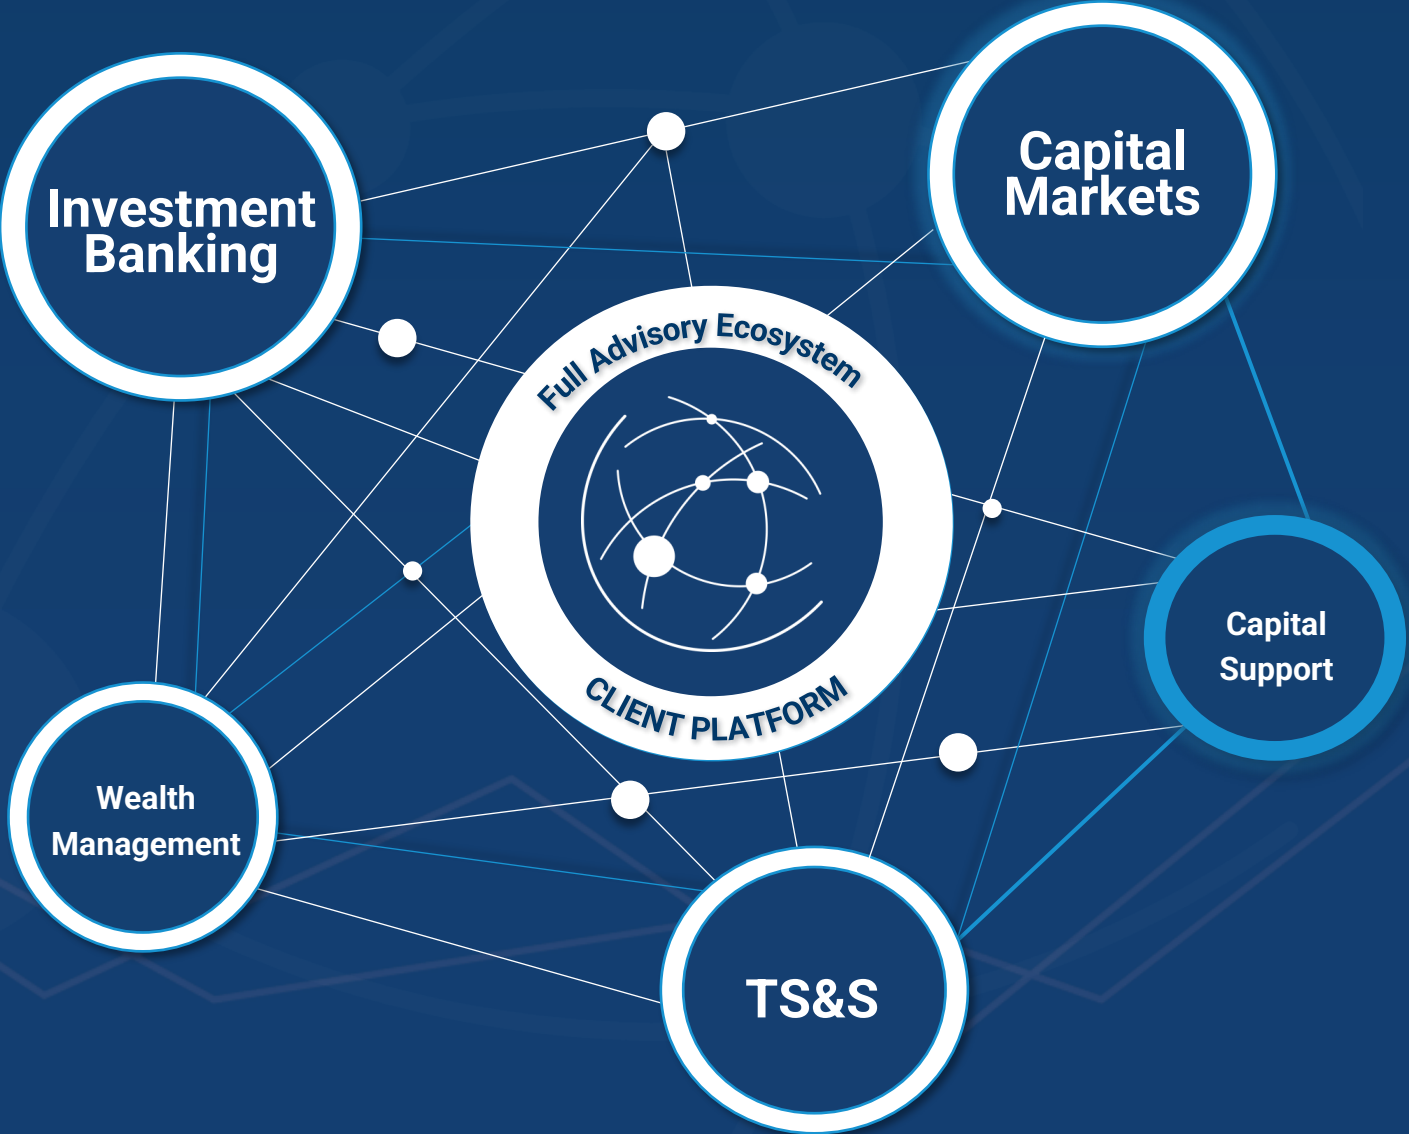 Investment
Banking
Capital
Markets
Full Advisory Ecosystem
CLIENT PLATFORM
Capital
Support
Wealth
Management
TS&S